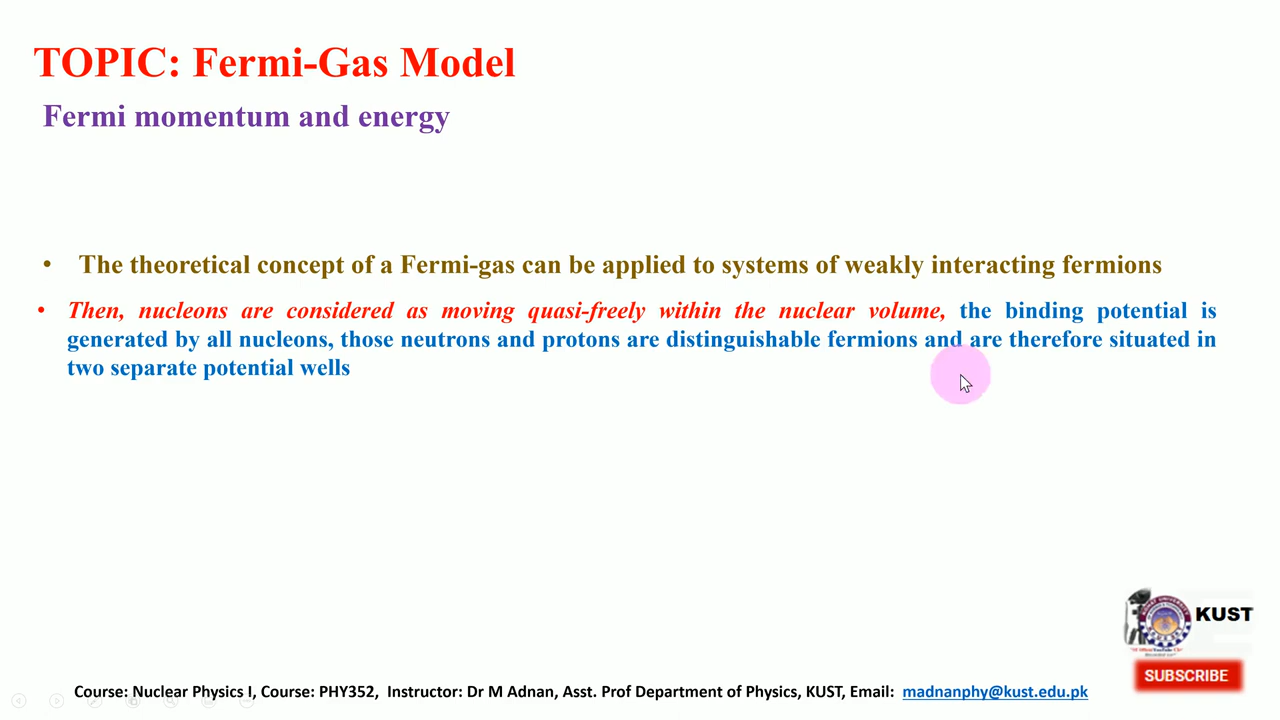 TOPIC: Fermi-Gas Model
Fermi momentum and energy
• The theoretical concept of a Fermi-gas can be applied to systems of weakly interacting fermions
• Then, nucleons are considered as moving quasi-freely within the nuclear volume, the binding potential is
generated by all nucleons, those neutrons and protons are distinguishable fermions and are therefore situated in
two separate potential wells
KUST
SUBSCRIBE
Course: Nuclear Physics I, Course: PHY352, Instructor: Dr M Adnan, Asst. Prof Department of Physics, KUST, Email: madnanphy@kust.edu.pk